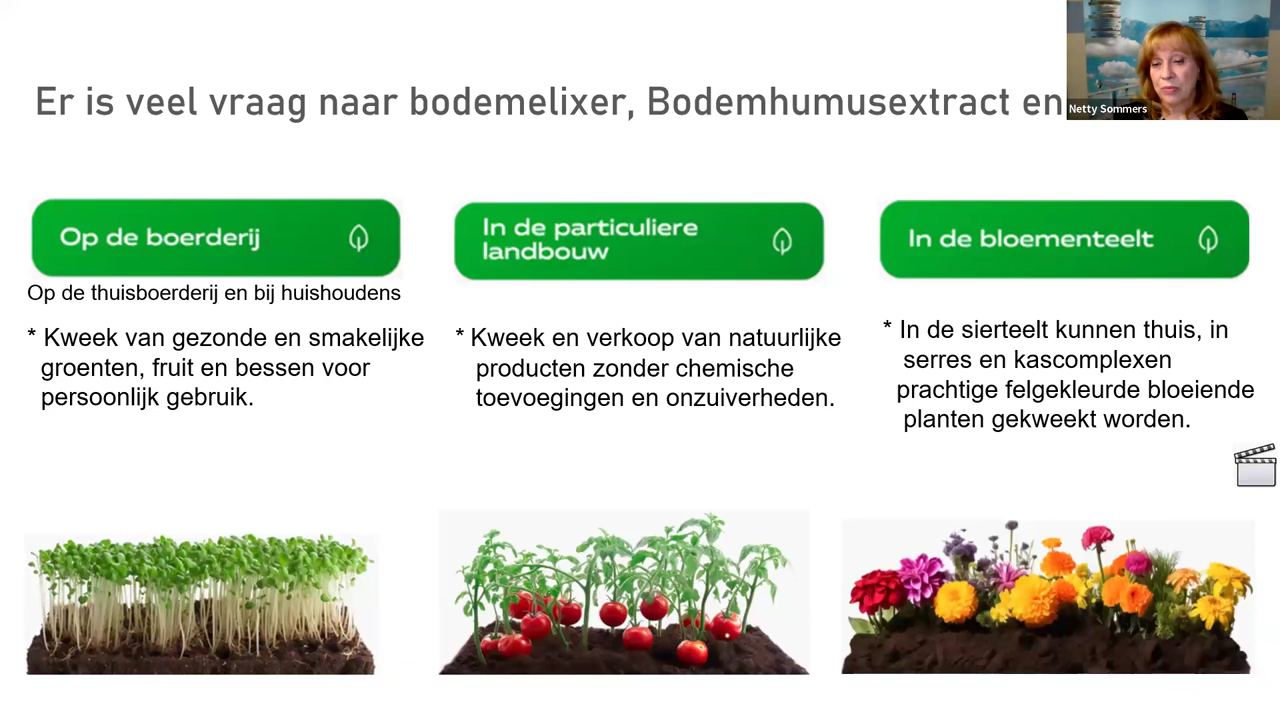 Er is veel vraag naar bodemelixer, Bodemhumusextract en
Netty Sommers
Op de boerderij
Op de thuisboerderij en bij huishoudens
* Kweek van gezonde en smakelijke
groenten, fruit en bessen voor
persoonlijk gebruik.
In de particuliere
landbouw
* Kweek en verkoop van natuurlijke
producten zonder chemische
toevoegingen en onzuiverheden.
In de bloementeelt
* In de sierteelt kunnen thuis, in
serres en kascomplexen
prachtige felgekleurde bloeiende
planten gekweekt worden.